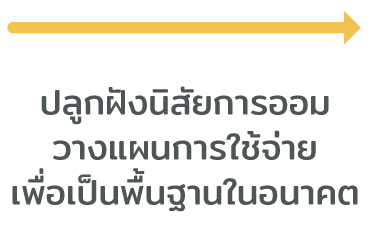 ปลูกฝังนิสัยการออม
วางแผนการใช้จ่าย
เพื่อเป็นพื้นฐานในอนาคต